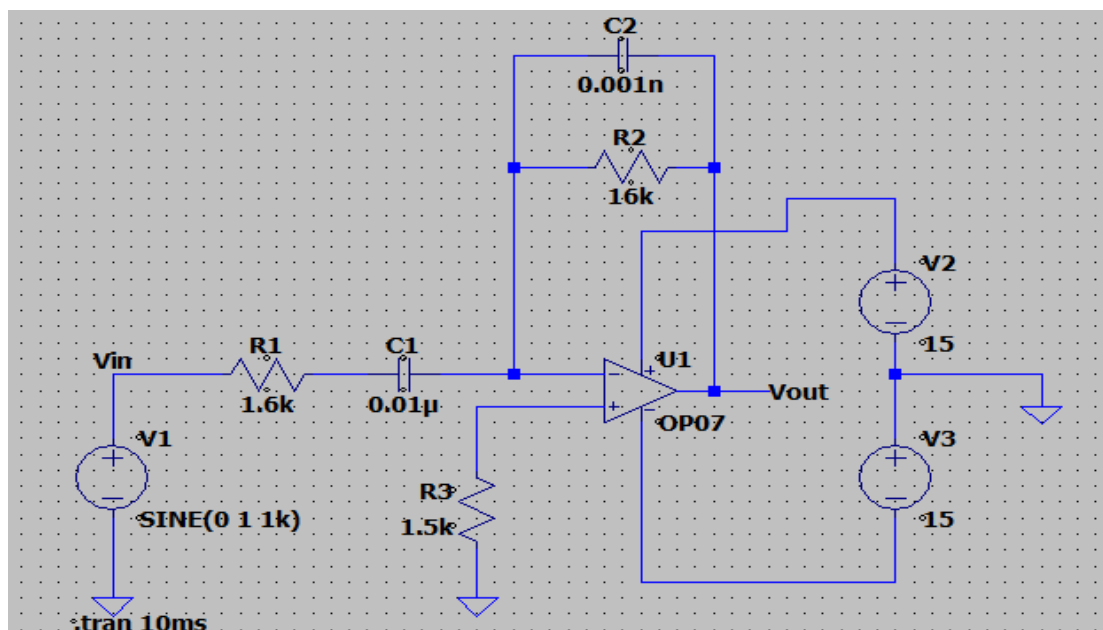 C2
0.001n
R2
16k
V2
15
Vin
R1
1.6k
C1
0.01µ
U1
OP07
Vout
V1
SINE(0 1 1k)
R3
1.5k
V3
15
.tran 10ms